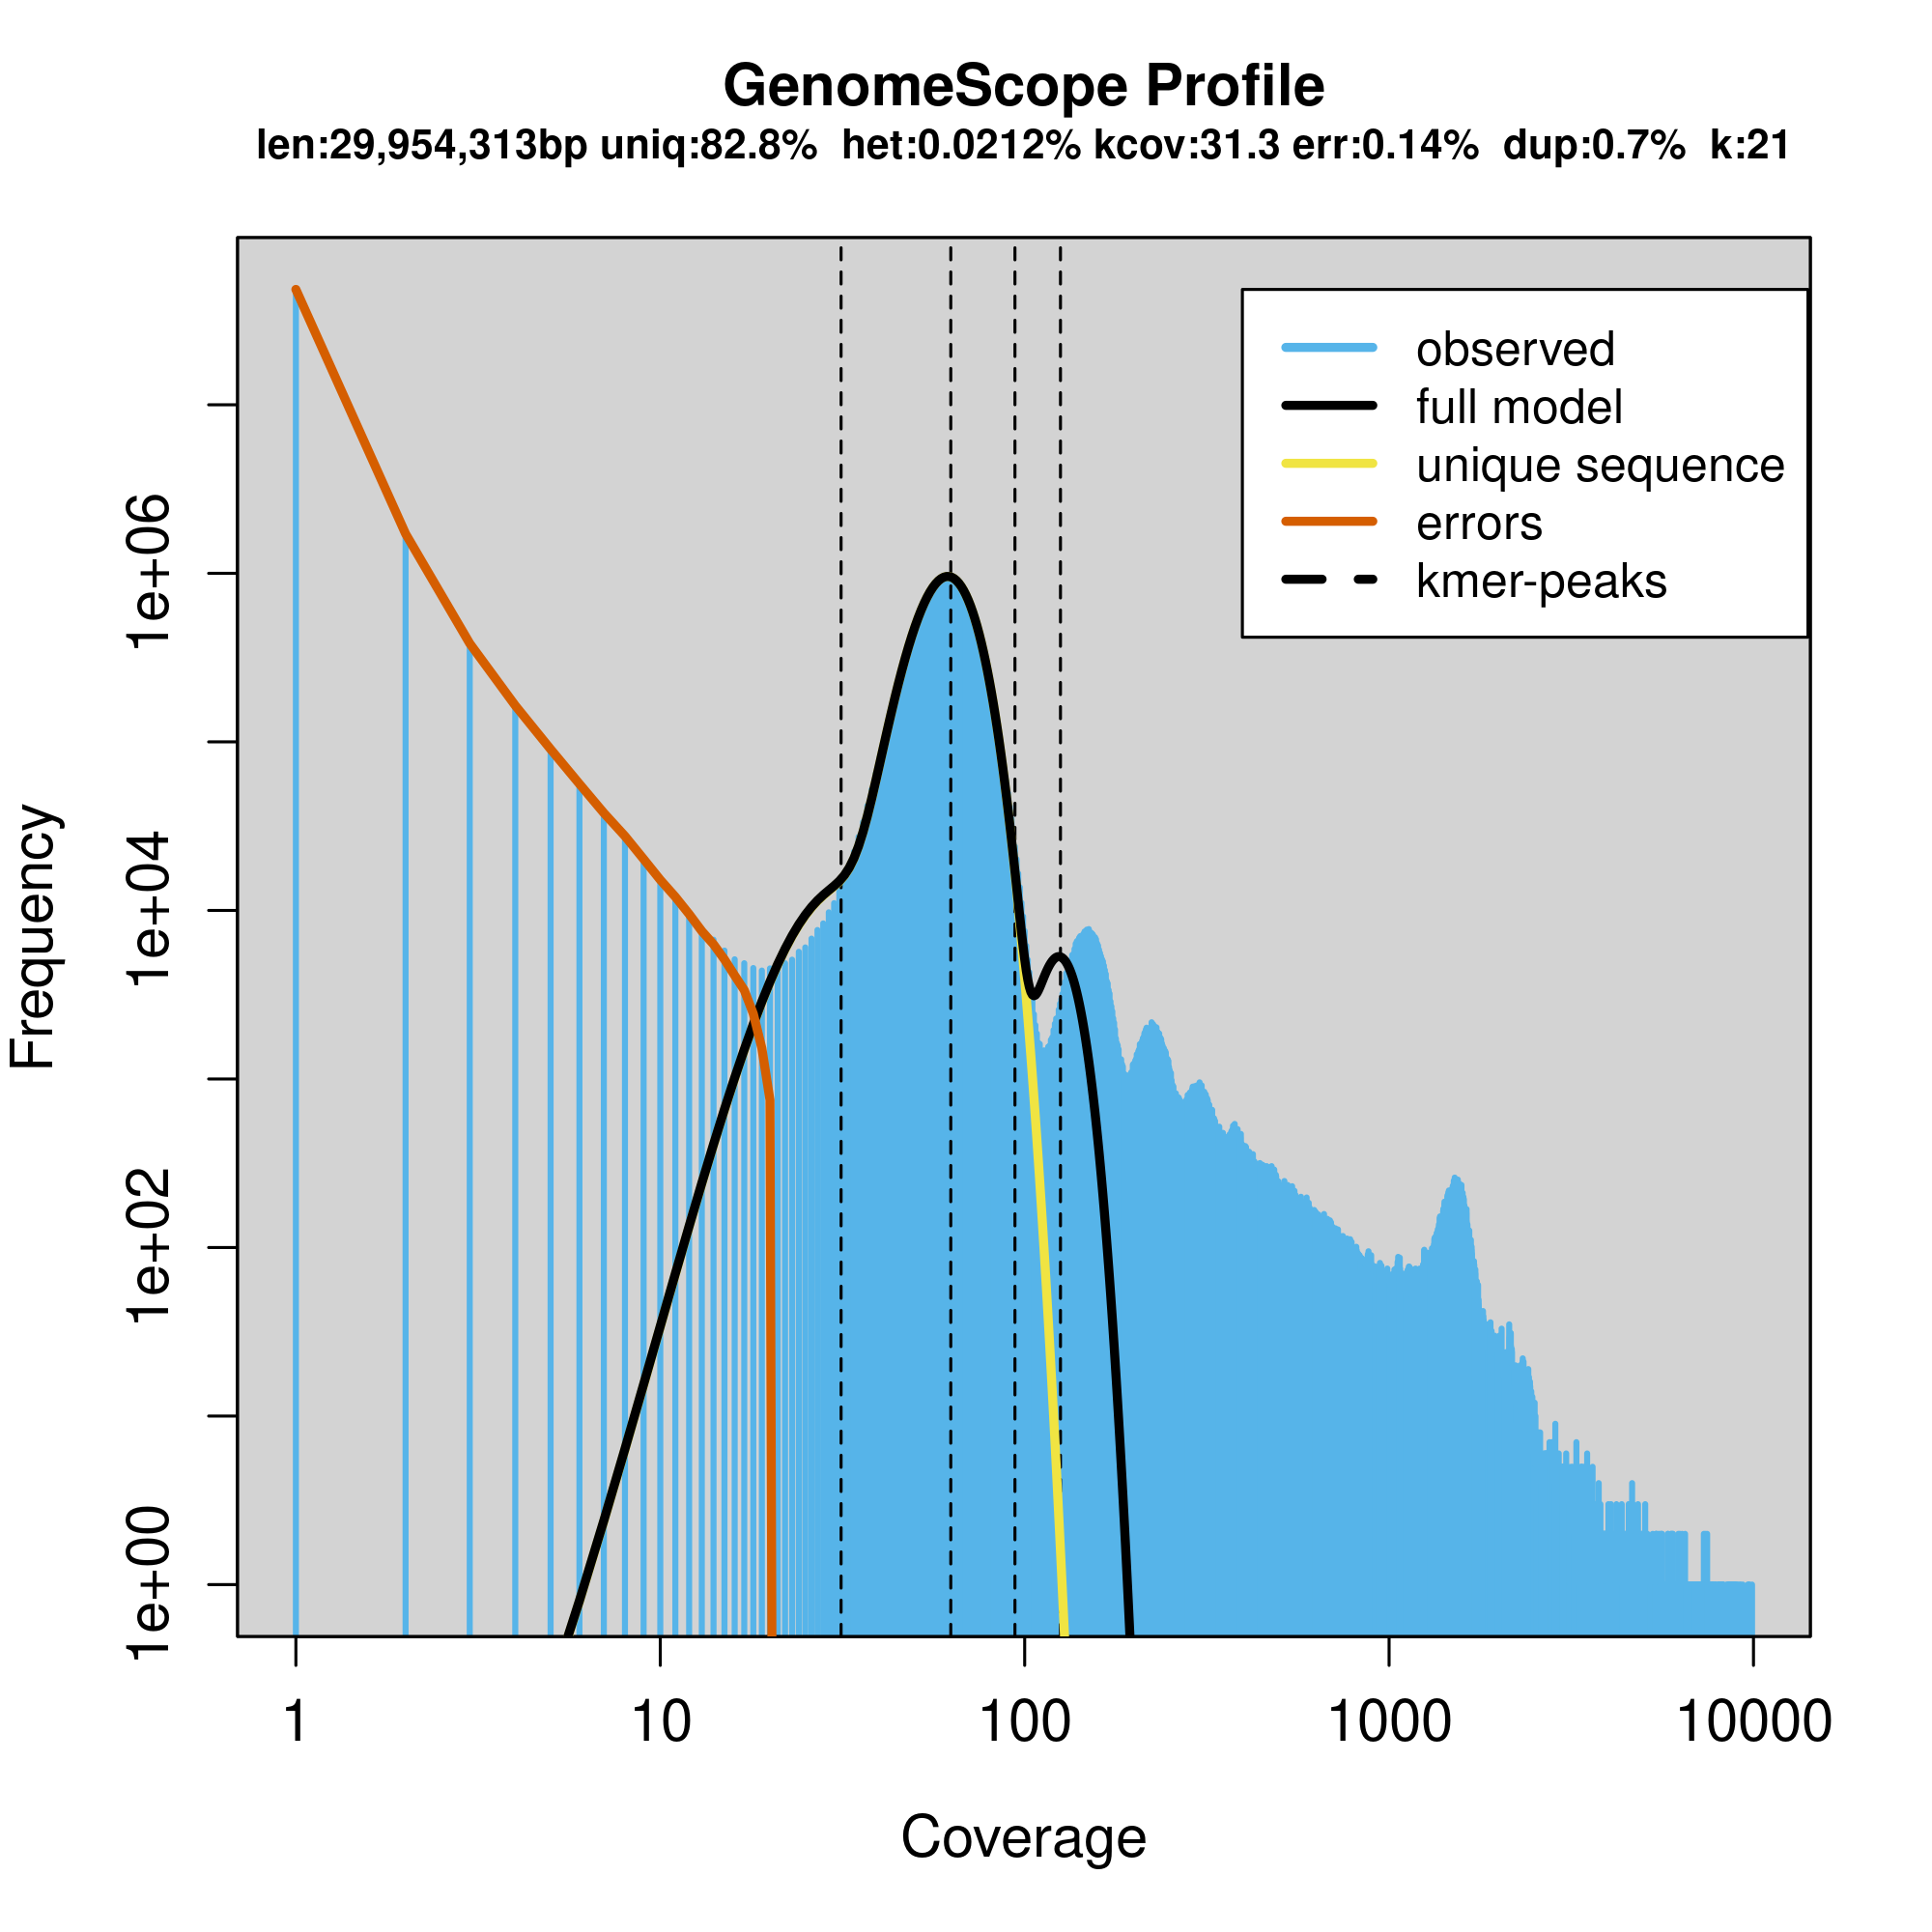 GenomeScope Profile
len:29,954,313bp uniq:82.8% het:0.0212% kcov:31.3 err:0.14% dup:0.7% k:21
observed
full model
unique sequence
errors
kmer-peaks
Frequency
1e+06
1e+04
1e+02
1e+00
1 10 100 1000 10000
Coverage